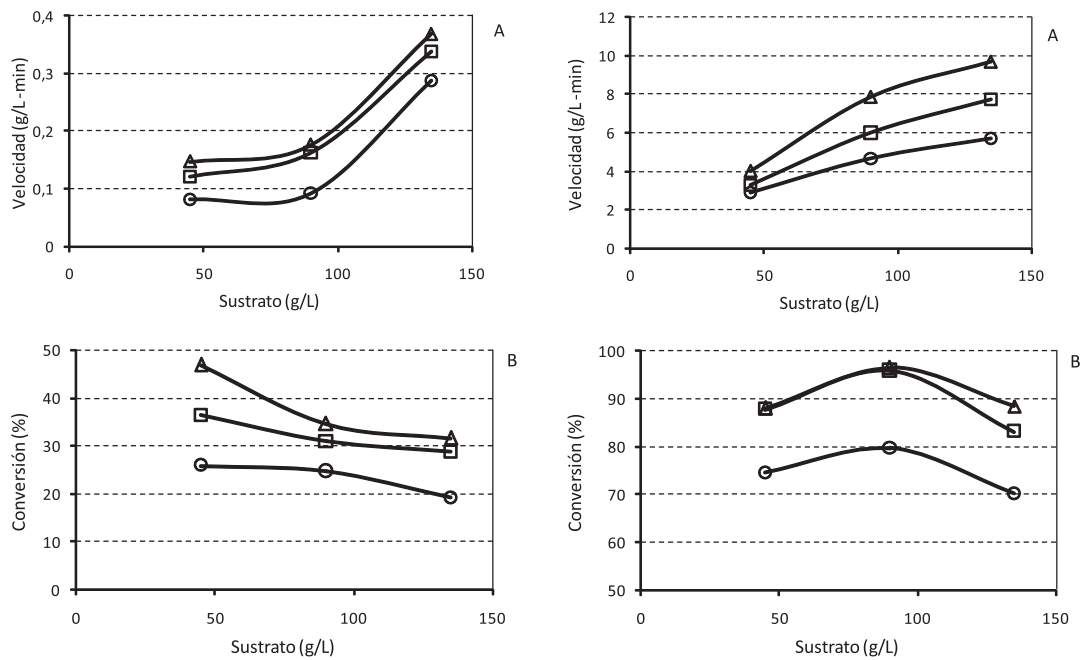 0,4
0,3
0,2
0,1
0
Velocidad (g/L-min)
0 50 100 150
Sustrato (g/L)
A
12
10
8
6
4
2
0
Velocidad (g/L-min)
0 50 100 150
Sustrato (g/L)
A
50
40
30
20
10
0
Conversión (%)
0 50 100 150
Sustrato (g/L)
B
100
90
80
70
60
50
Conversión (%)
0 50 100 150
Sustrato (g/L)
B